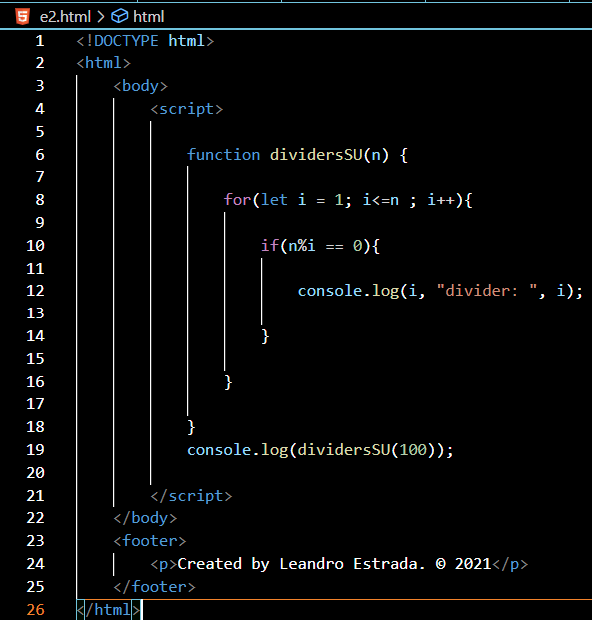 e2.html > html
1 <!DOCTYPE html>
2 <html>
3 <body>
4 <script>
5
6 function dividersSU(n) {
7
8 for(let i = 1; i<=n ; i++){
9
10 if(n%i == 0){
11
12 console.log(i, "divider: ", i);
13
14 }
15
16 }
17
18 }
19 console.log(dividersSU(100));
20
21 </script>
22 </body>
23 <footer>
24 <p>Created by Leandro Estrada. © 2021</p>
25 </footer>
26 </html>